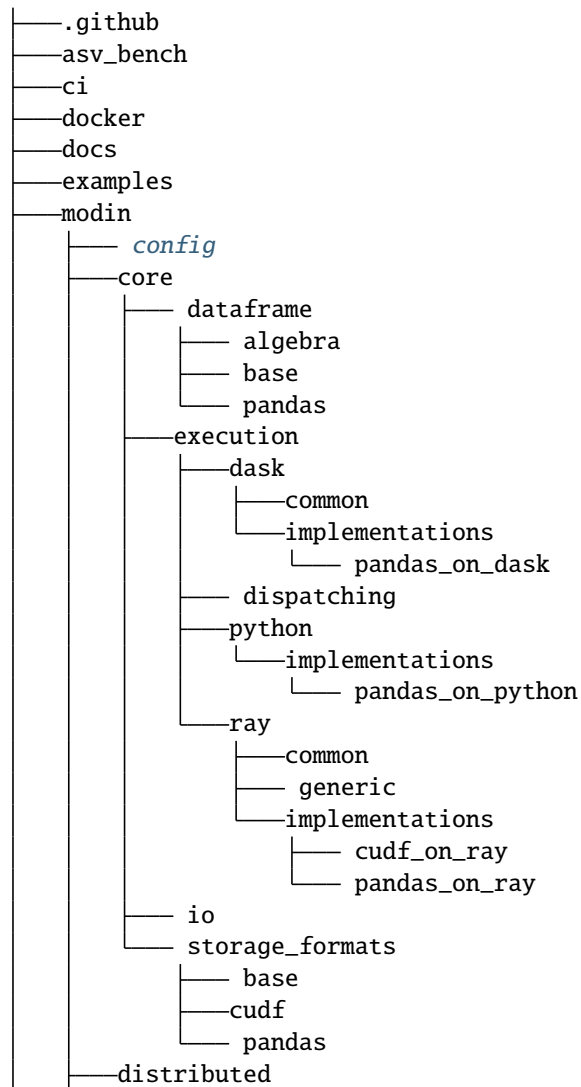 .github
asv_bench
ci
docker
docs
examples
modin
config
core
dataframe
algebra
base
pandas
execution
dask
common
implementations
pandas_on_dask
dispatching
python
implementations
pandas_on_python
ray
common
generic
implementations
cudf_on_ray
pandas_on_ray
io
storage_formats
base
cudf
pandas
distributed